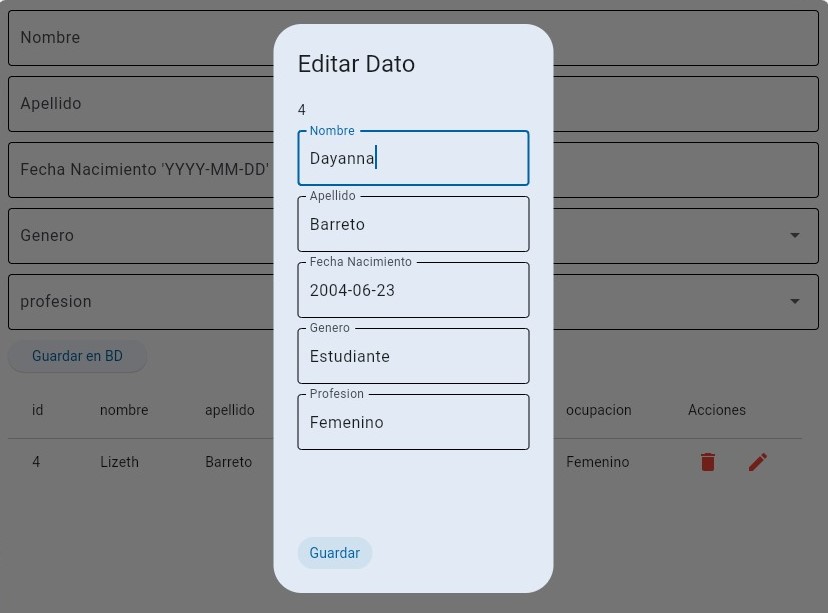 Nombre
Apellido
Fecha Nacimiento 'YYYY-MM-DD'
Genero
profesion
Guardar en BD
id nombre apellido ocupacion Acciones
4 Lizeth Barreto Femenino
Editar Dato
4
Nombre
Dayanna
Apellido
Barreto
Fecha Nacimiento
2004-06-23
Genero
Estudiante
Profesion
Femenino
Guardar